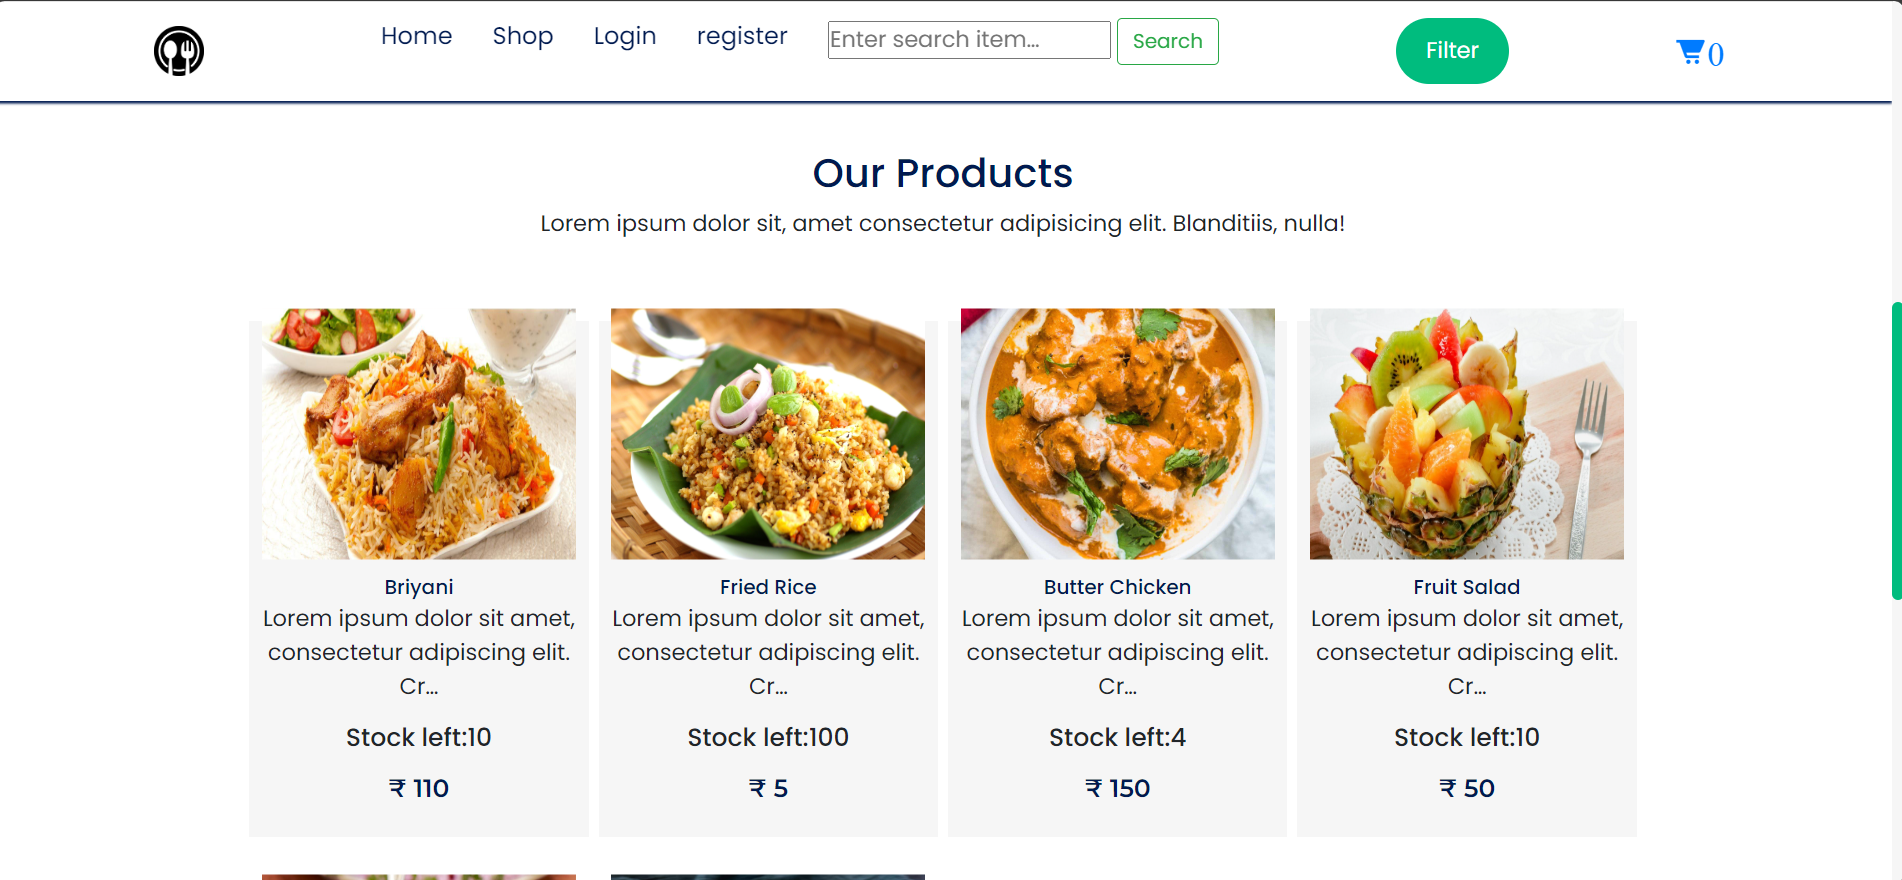 Home Shop Login register Enter search item... Search Filter 0
Our Products
Lorem ipsum dolor sit, amet consectetur adipisicing elit. Blanditiis, nulla!
Briyani
Lorem ipsum dolor sit amet,
consectetur adipiscing elit.
Cr...
Stock left:10
₹ 110
Fried Rice
Lorem ipsum dolor sit amet,
consectetur adipiscing elit.
Cr...
Stock left:100
₹ 5
Butter Chicken
Lorem ipsum dolor sit amet,
consectetur adipiscing elit.
Cr...
Stock left:4
₹ 150
Fruit Salad
Lorem ipsum dolor sit amet,
consectetur adipiscing elit.
Cr...
Stock left:10
₹ 50